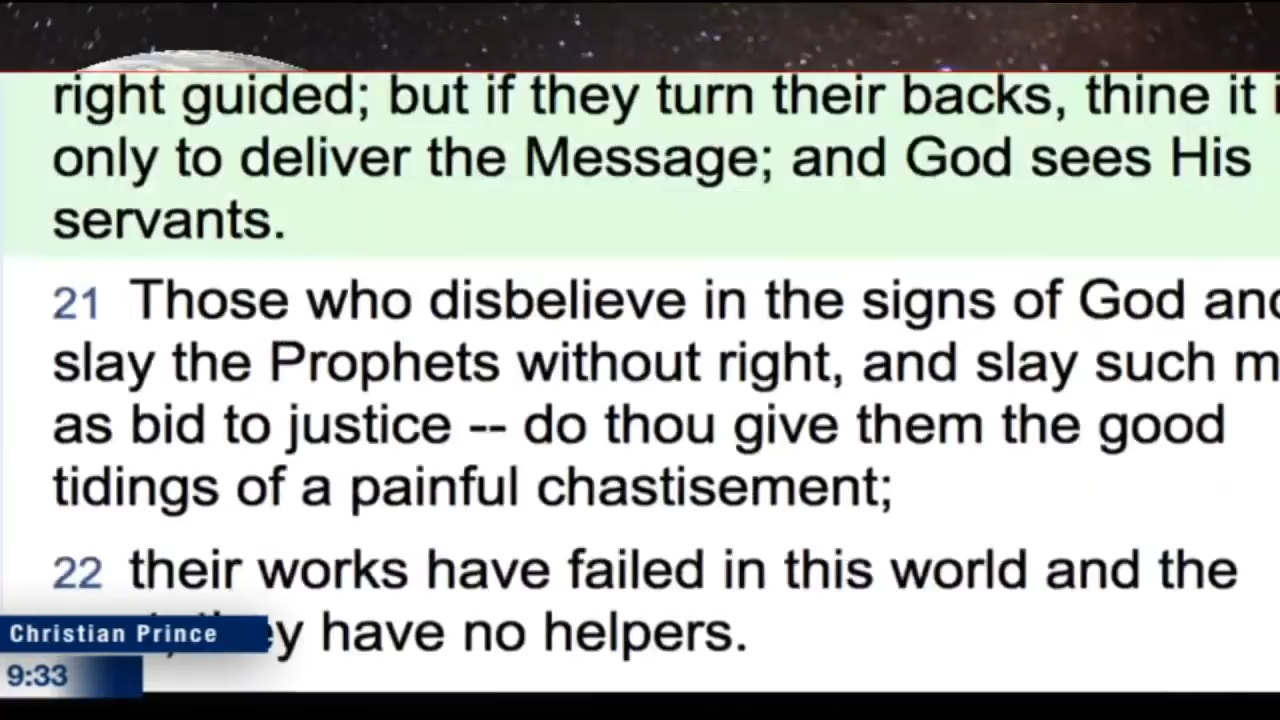 right guided; but if they turn their backs, thine it
only to deliver the Message; and God sees His
servants.
21 Those who disbelieve in the signs of God and
slay the Prophets without right, and slay such
as bid to justice -- do thou give them the good
tidings of a painful chastisement;
22 their works have failed in this world and the
have no helpers.
Christian Prince
9:33